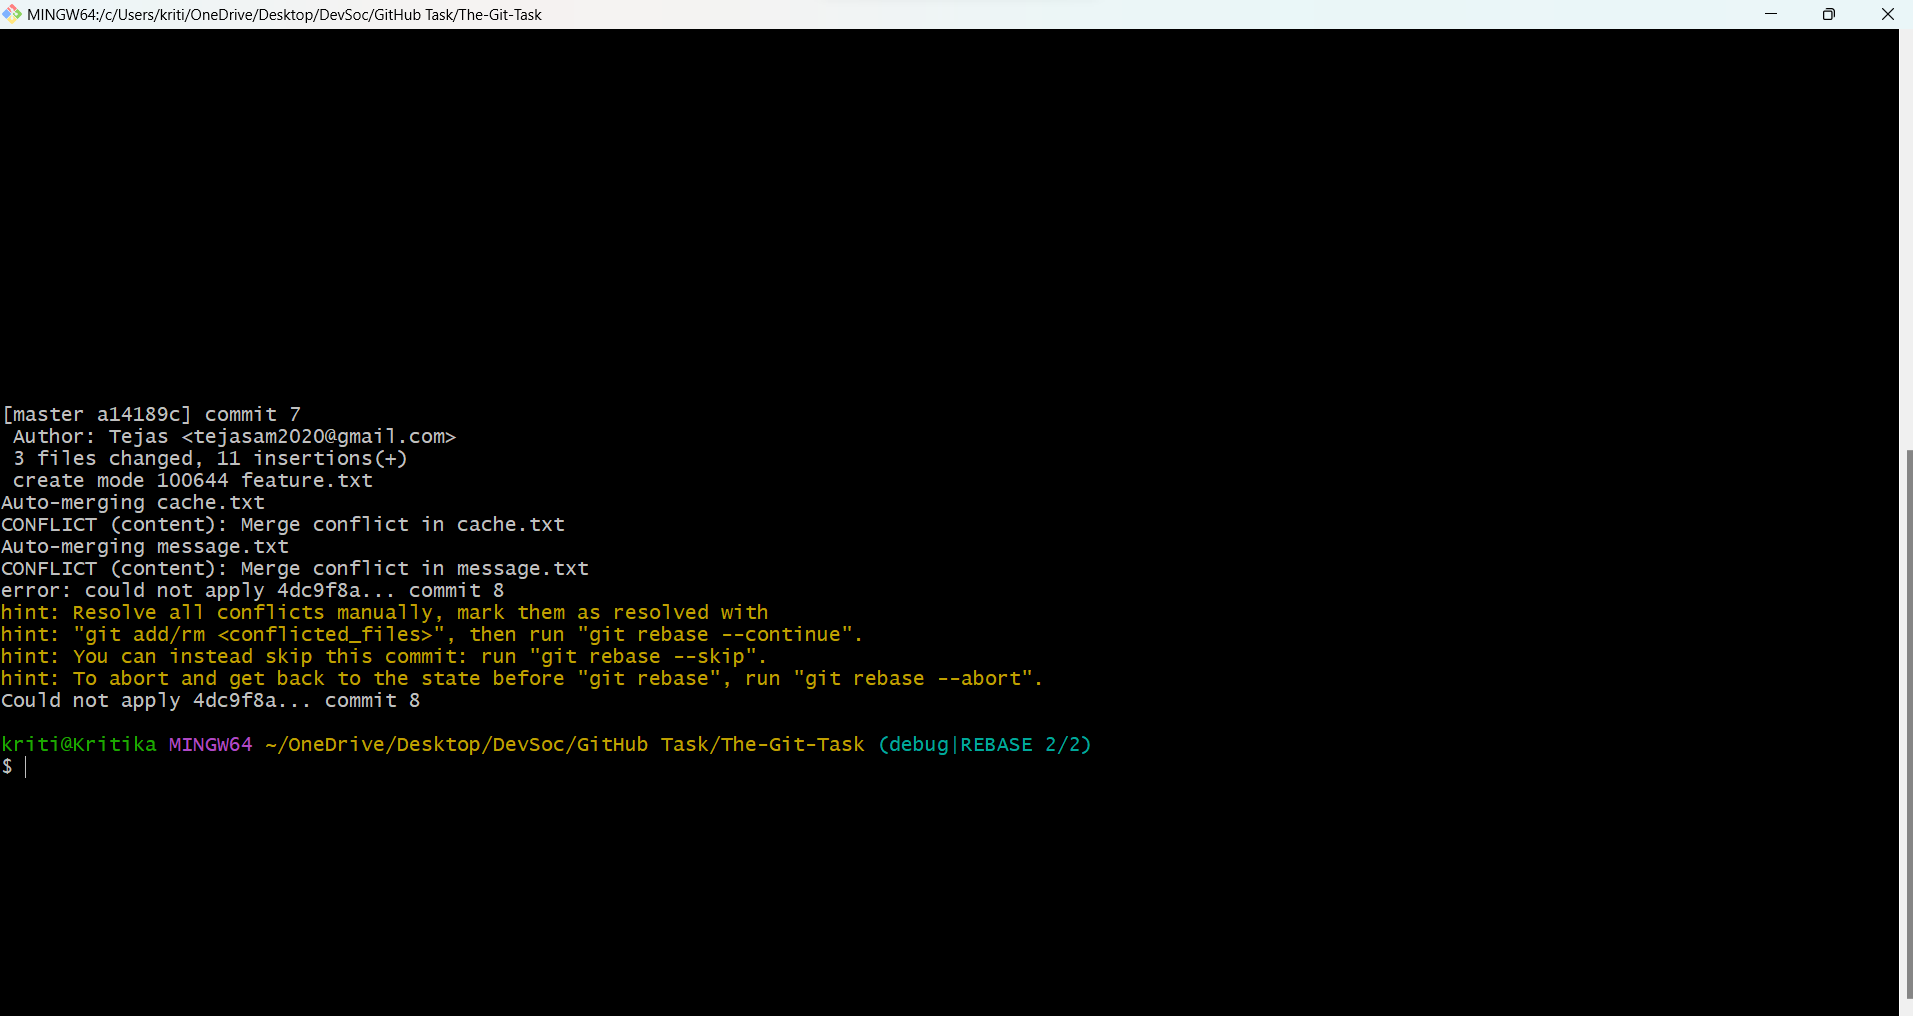 MINGW64:/c/Users/kriti/OneDrive/Desktop/DevSoc/GitHub Task/The-Git-Task
[master a14189c] commit 7
 Author: Tejas <tejasam2020@gmail.com>
 3 files changed, 11 insertions(+)
 create mode 100644 feature.txt
Auto-merging cache.txt
CONFLICT (content): Merge conflict in cache.txt
Auto-merging message.txt
CONFLICT (content): Merge conflict in message.txt
error: could not apply 4dc9f8a... commit 8
hint: Resolve all conflicts manually, mark them as resolved with
hint: "git add/rm <conflicted_files>", then run "git rebase --continue".
hint: You can instead skip this commit: run "git rebase --skip".
hint: To abort and get back to the state before "git rebase", run "git rebase --abort".
Could not apply 4dc9f8a... commit 8
kriti@Kritika MINGW64 ~/OneDrive/Desktop/DevSoc/GitHub Task/The-Git-Task (debug|REBASE 2/2)
$